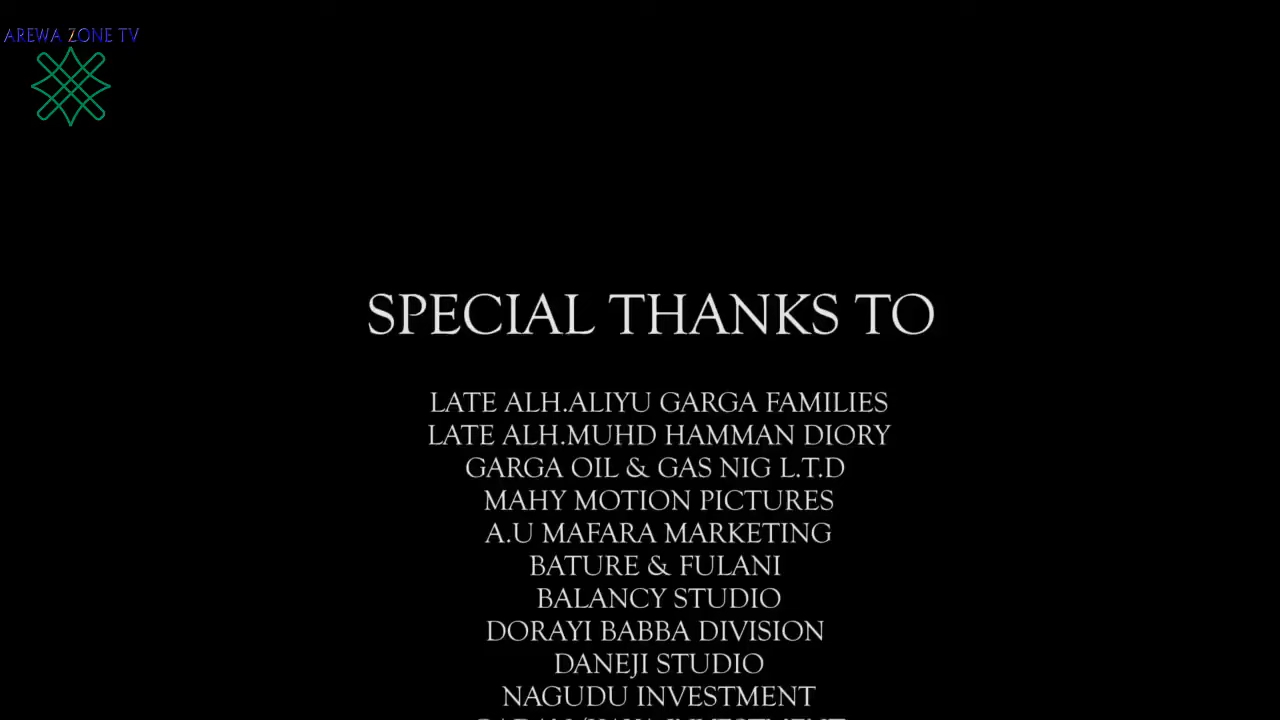 AREWA ZONE TV
SPECIAL THANKS TO
LATE ALH.ALIYU GARGA FAMILIES
LATE ALH.MUHD HAMMAN DIORY
GARGA OIL & GAS NIG L.T.D
MAHY MOTION PICTURES
A.U MAFARA MARKETING
BATURE & FULANI
BALANCY STUDIO
DORAYI BABBA DIVISION
DANEJI STUDIO
NAGUDU INVESTMENT